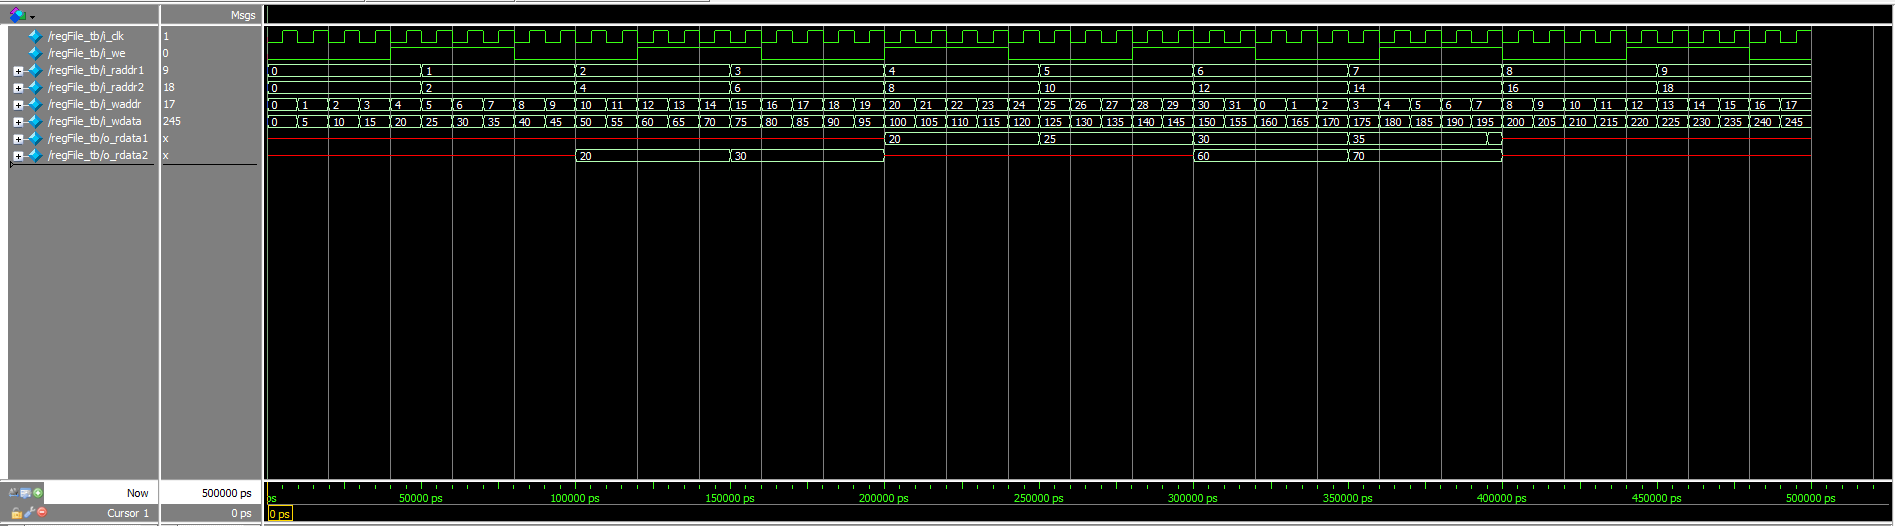 Msgs
/regFile_tb/i_clk 1
/regFile_tb/i_we 0
/regFile_tb/i_raddr1 9 0 1 2 3 4 5 6 7 8 9
/regFile_tb/i_raddr2 18 0 2 4 6 8 10 12 14 16 18
/regFile_tb/i_waddr 17 0 1 2 3 4 5 6 7 8 9 10 11 12 13 14 15 16 17 18 19 20 21 22 23 24 25 26 27 28 29 30 31 0 1 2 3 4 5 6 7 8 9 10 11 12 13 14 15 16 17
/regFile_tb/i_wdata 245 0 5 10 15 20 25 30 35 40 45 50 55 60 65 70 75 80 85 90 95 100 105 110 115 120 125 130 135 140 145 150 155 160 165 170 175 180 185 190 195 200 205 210 215 220 225 230 235 240 245
/regFile_tb/o_rdata1 x 20 25 30 35
/regFile_tb/o_rdata2 x 20 30 60 70
Now 500000 ps ps 50000 ps 100000 ps 150000 ps 200000 ps 250000 ps 300000 ps 350000 ps 400000 ps 450000 ps 500000 ps
Cursor 1 0 ps 0 ps